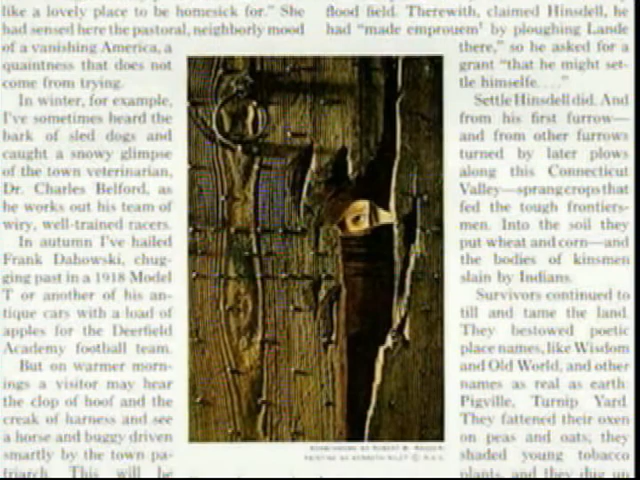 like a lovely place to be homesick for." She
had sensed here the pastoral, neighborly mood
of a vanishing America, a
quaintness that does not
come from trying.
In winter, for example,
I've sometimes heard the
bark of sled dogs and
caught a snowy glimpse
of the town veterinarian,
Dr. Charles Belford, as
he works out his team of
wiry, well-trained racers.
In autumn I've hailed
Frank Dahowski, chug-
ging past in a 1918 Model
T or another of his an-
tique cars with a load of
apples for the Deerfield
Academy football team.
But on warmer morn-
ings a visitor may hear
the clop of hoof and the
creak of harness and see
a horse and buggy driven
smartly by the town pa-
triarch. This will be
flood field. Therewith, claimed Hinsdell, he
had "made emprouem' by ploughing Lande
there," so he asked for a
grant "that he might set-
tle himselfe. . . ."
Settle Hinsdell did. And
from his first furrow—
and from other furrows
turned by later plows
along this Connecticut
Valley—sprang crops that
fed the tough frontiers-
men. Into the soil they
put wheat and corn—and
the bodies of kinsmen
slain by Indians.
Survivors continued to
till and tame the land.
They bestowed poetic
place names, like Wisdom
and Old World, and other
names as real as earth:
Pigville, Turnip Yard.
They fattened their oxen
on peas and oats; they
shaded young tobacco
plants, and they dug up